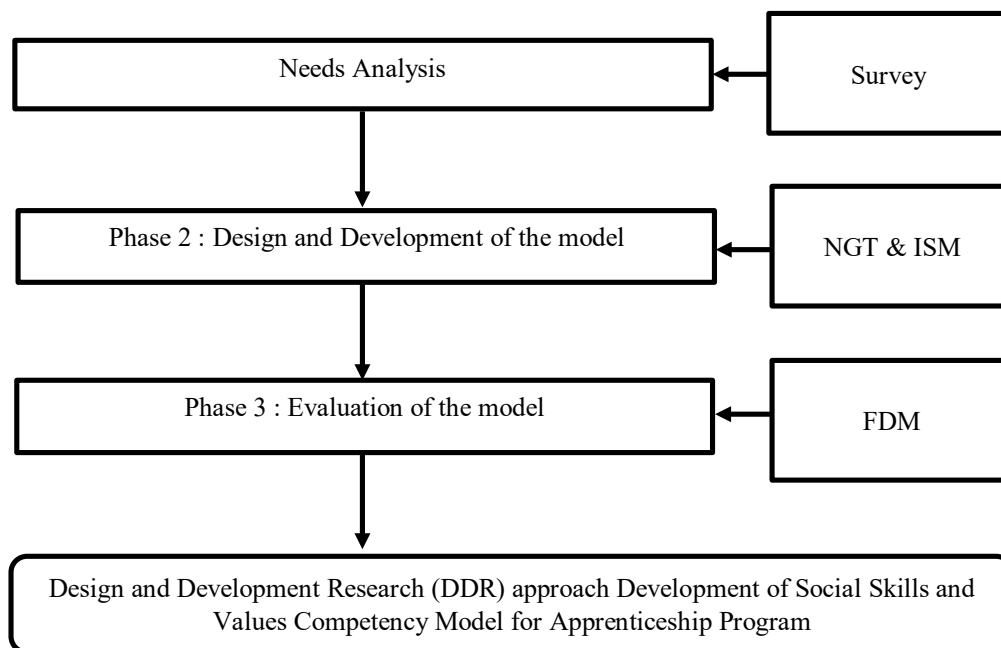 Needs Analysis
Survey
Phase 2 : Design and Development of the model
NGT & ISM
Phase 3 : Evaluation of the model
FDM
Design and Development Research (DDR) approach Development of Social Skills and
Values Competency Model for Apprenticeship Program